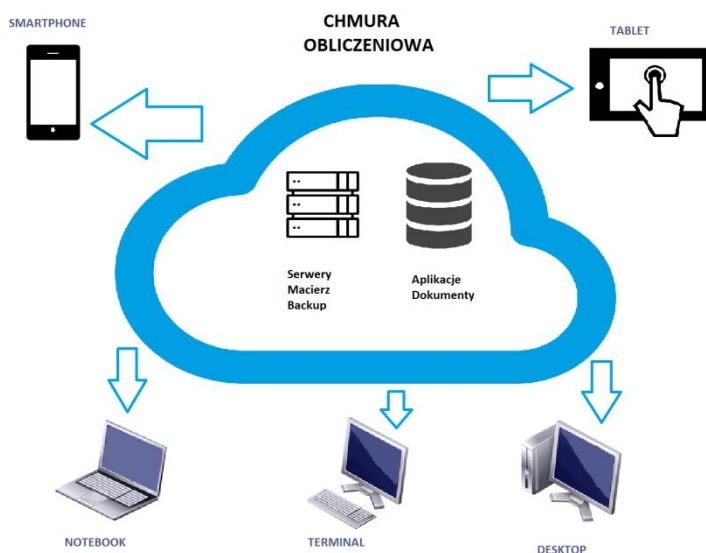 SMARTPHONE
CHMURA
OBLICZENIOWA
TABLET
Serwery
Macierz
Backup
Aplikacje
Dokumenty
NOTEBOOK
TERMINAL
DESKTOP